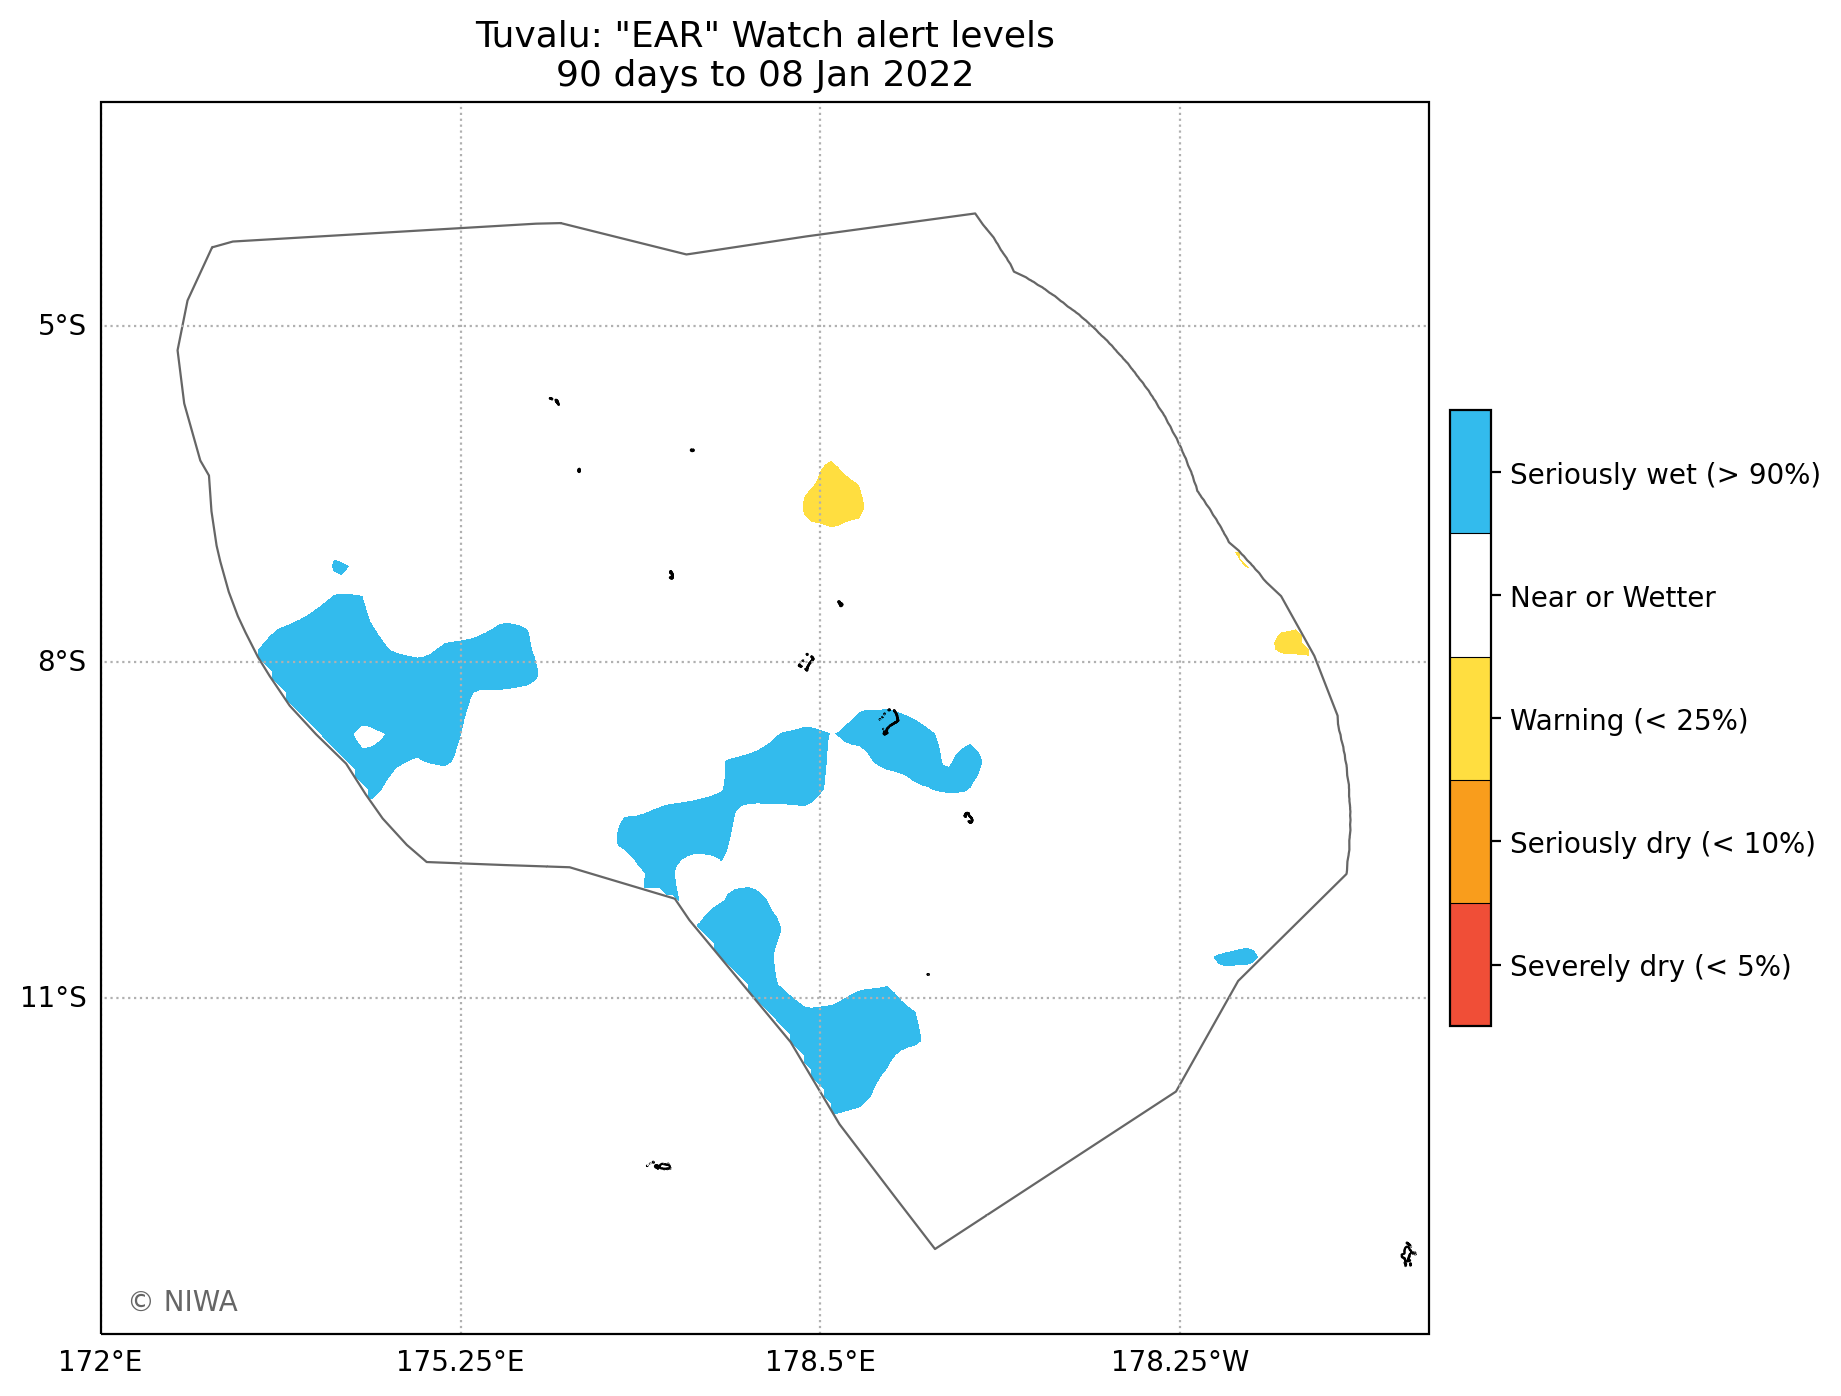 Tuvalu: "EAR" Watch alert levels
90 days to 08 Jan 2022
5°S
8°S
11°S
172°E
175.25°E
178.5°E
178.25°W
Seriously wet (> 90%)
Near or Wetter
Warning (< 25%)
Seriously dry (< 10%)
Severely dry (< 5%)
© NIWA